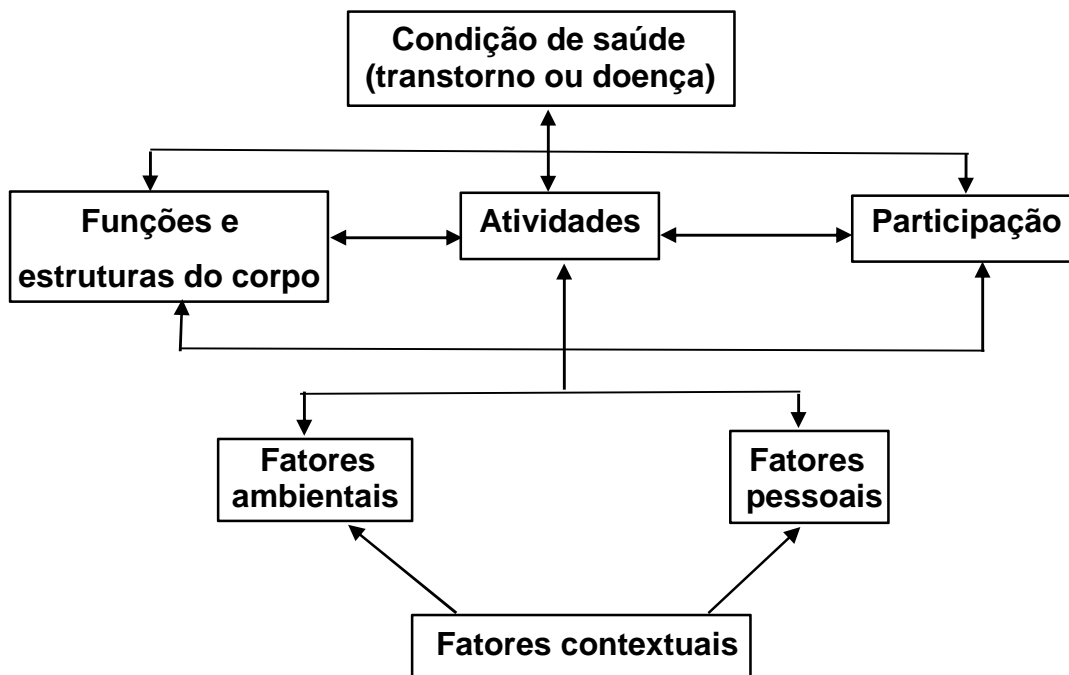 Condição de saúde
(transtorno ou doença)
Funções e
estruturas do corpo
Atividades
Participação
Fatores
ambientais
Fatores
pessoais
Fatores contextuais